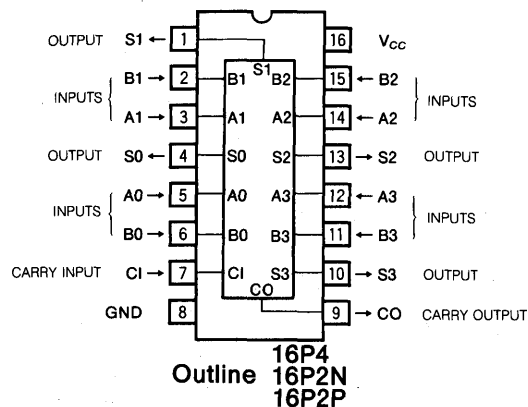 OUTPUT S1 ← 1 S1 16 VCC
B1 → 2 B1 B2 15 ← B2
INPUTS INPUTS
A1 → 3 A1 A2 14 ← A2
OUTPUT S0 ← 4 S0 S2 13 → S2 OUTPUT
A0 → 5 A0 A3 12 ← A3
INPUTS INPUTS
B0 → 6 B0 B3 11 ← B3
CARRY INPUT CI → 7 CI S3 10 → S3 OUTPUT
GND 8 CO 9 → CO CARRY OUTPUT
16P4
Outline 16P2N
16P2P